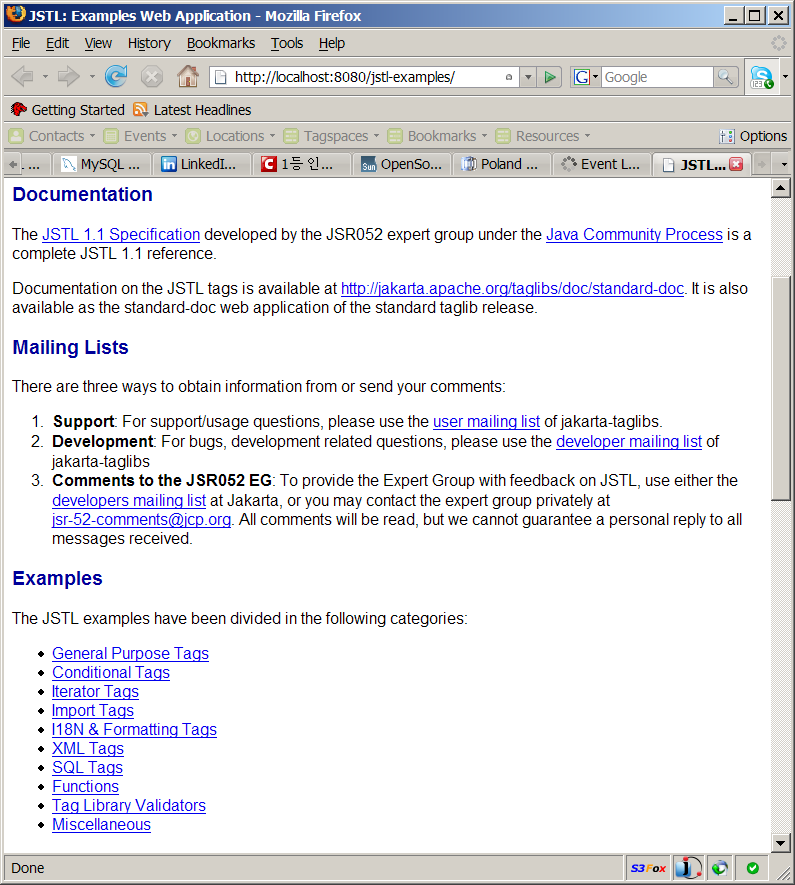 JSTL: Examples Web Application - Mozilla Firefox
File Edit View History Bookmarks Tools Help
http://localhost:8080/jstl-examples/ G Google
Getting Started Latest Headlines
Contacts Events Locations Tagspaces Bookmarks Resources Options
... MySQL ... LinkedI... 1등 인... OpenSo... Poland ... Event L... JSTL...
Documentation
The JSTL 1.1 Specification developed by the JSR052 expert group under the Java Community Process is a
complete JSTL 1.1 reference.
Documentation on the JSTL tags is available at http://jakarta.apache.org/taglibs/doc/standard-doc. It is also
available as the standard-doc web application of the standard taglib release.
Mailing Lists
There are three ways to obtain information from or send your comments:
1. Support: For support/usage questions, please use the user mailing list of jakarta-taglibs.
2. Development: For bugs, development related questions, please use the developer mailing list of
jakarta-taglibs
3. Comments to the JSR052 EG: To provide the Expert Group with feedback on JSTL, use either the
developers mailing list at Jakarta, or you may contact the expert group privately at
jsr-52-comments@jcp.org. All comments will be read, but we cannot guarantee a personal reply to all
messages received.
Examples
The JSTL examples have been divided in the following categories:
General Purpose Tags
Conditional Tags
Iterator Tags
Import Tags
I18N & Formatting Tags
XML Tags
SQL Tags
Functions
Tag Library Validators
Miscellaneous
Done S3Fox